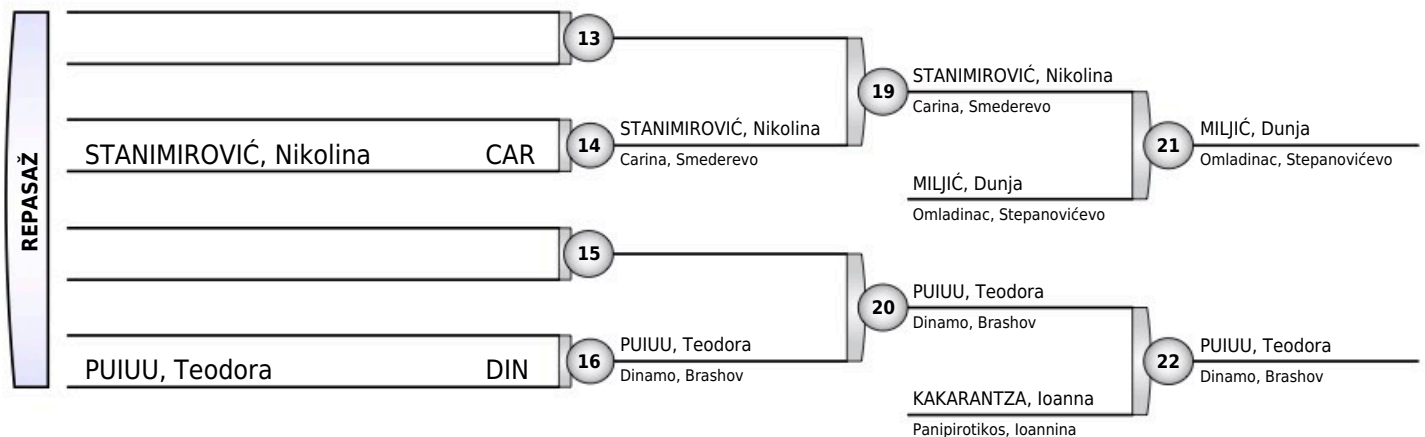 REPASAŽ
13
14
STANIMIROVIĆ, Nikolina CAR
STANIMIROVIĆ, Nikolina
Carina, Smederevo
19
STANIMIROVIĆ, Nikolina
Carina, Smederevo
MILJIĆ, Dunja
Omladinac, Stepanovićevo
21
MILJIĆ, Dunja
Omladinac, Stepanovićevo
15
16
PUIUU, Teodora DIN
PUIUU, Teodora
Dinamo, Brashov
20
PUIUU, Teodora
Dinamo, Brashov
KAKARANTZA, Ioanna
Panipirotikos, Ioannina
22
PUIUU, Teodora
Dinamo, Brashov